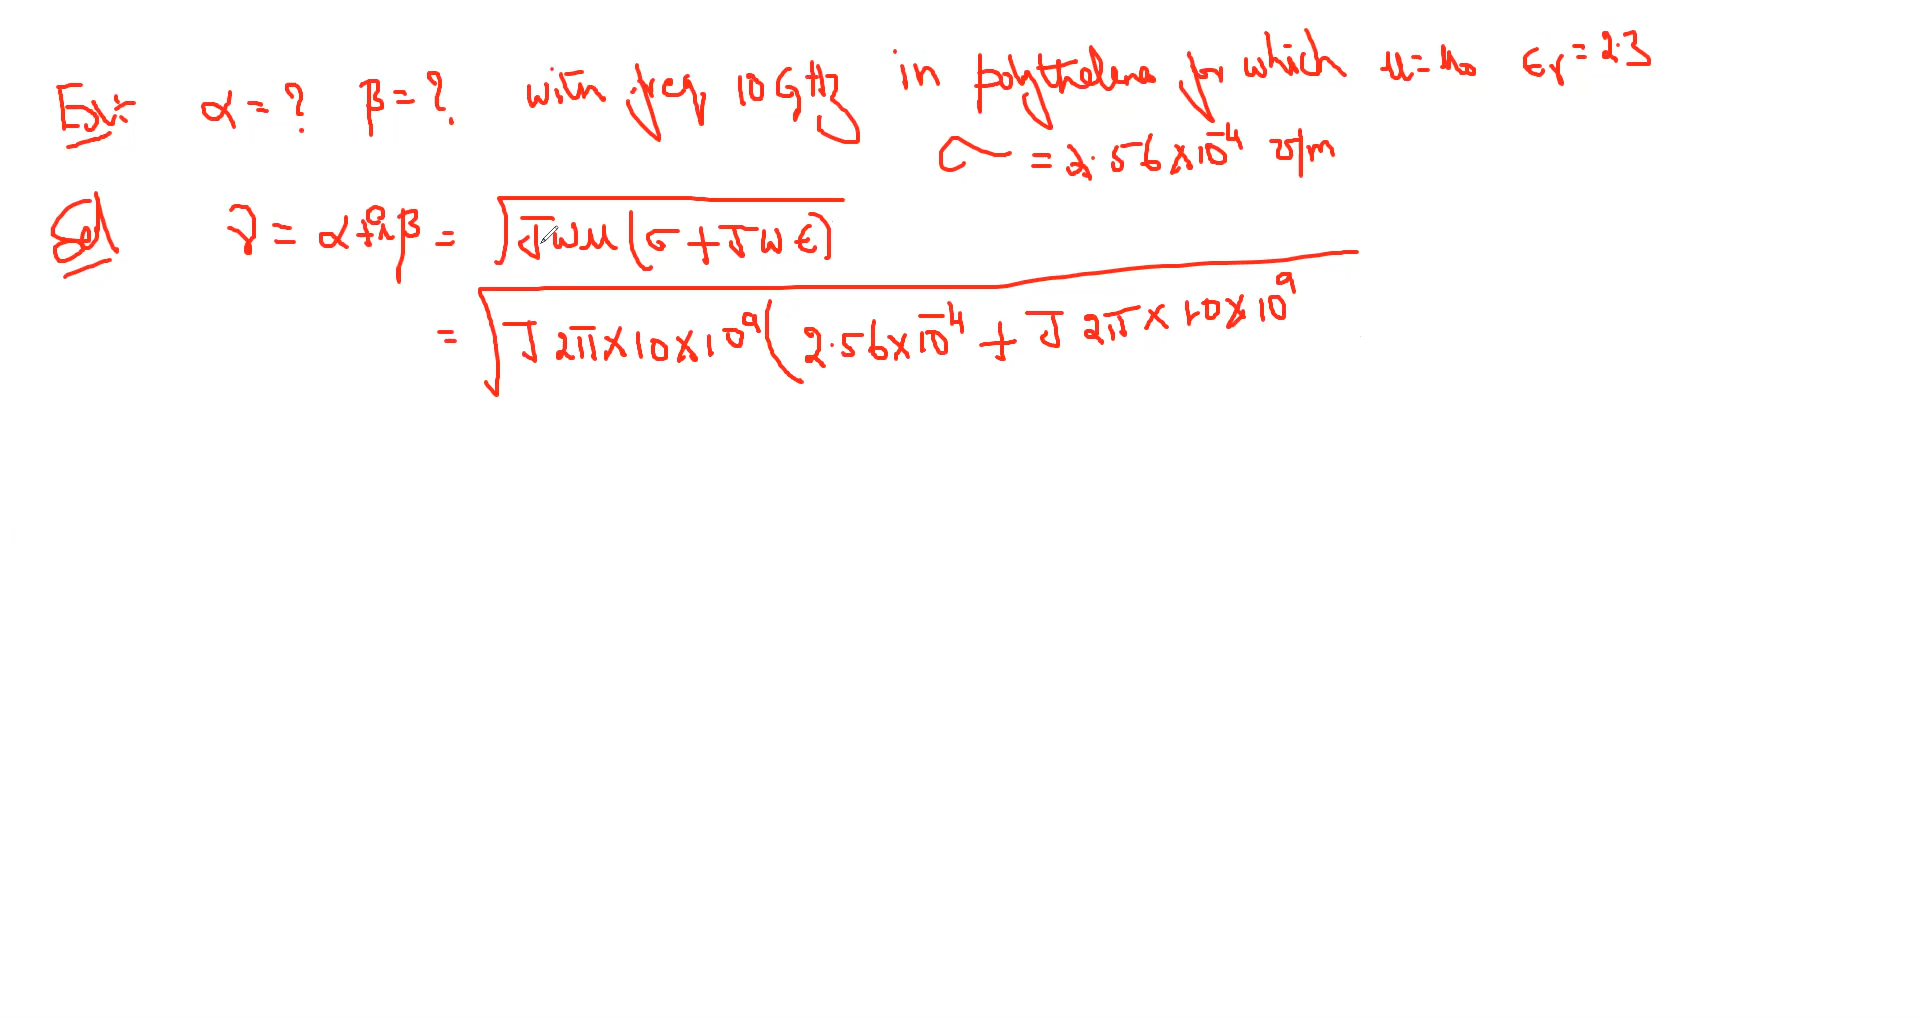 Ex:- α = ? β = ? with freq 10 GHz in polythelene for which μ = μ₀ ϵr = 2.3
σ = 2.56 × 10⁻⁴ ℧/m
Sol γ = α + jβ = √(jωμ(σ + jωϵ))
= √(j 2π × 10 × 10⁹ (2.56 × 10⁻⁴ + j 2π × 10 × 10⁹